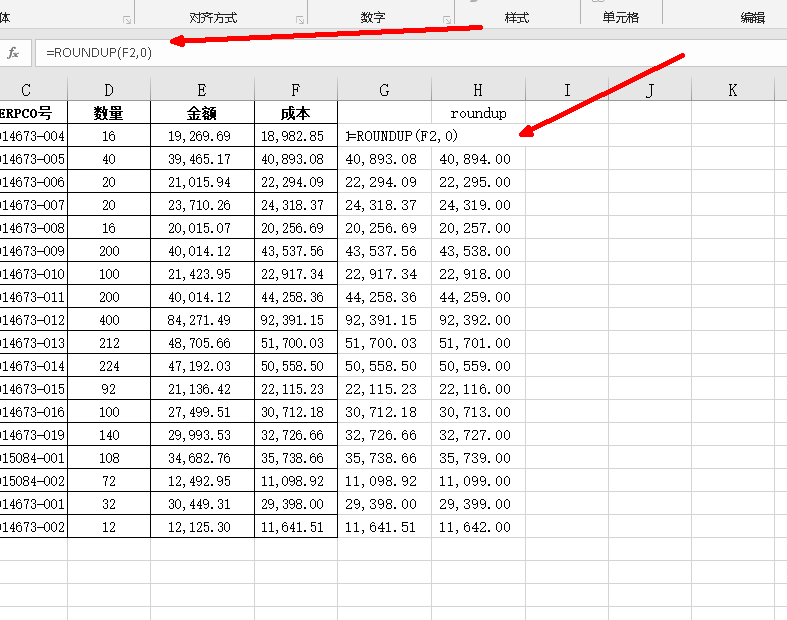 体 对齐方式 数字 样式 单元格 编辑
fx =ROUNDUP(F2,0)
C D E F G H I J K
ERPCO号 数量 金额 成本 roundup
014673-004 16 19,269.69 18,982.85 =ROUNDUP(F2,0)
014673-005 40 39,465.17 40,893.08 40,893.08 40,894.00
014673-006 20 21,015.94 22,294.09 22,294.09 22,295.00
014673-007 20 23,710.26 24,318.37 24,318.37 24,319.00
014673-008 16 20,015.07 20,256.69 20,256.69 20,257.00
014673-009 200 40,014.12 43,537.56 43,537.56 43,538.00
014673-010 100 21,423.95 22,917.34 22,917.34 22,918.00
014673-011 200 40,014.12 44,258.36 44,258.36 44,259.00
014673-012 400 84,271.49 92,391.15 92,391.15 92,392.00
014673-013 212 48,705.66 51,700.03 51,700.03 51,701.00
014673-014 224 47,192.03 50,558.50 50,558.50 50,559.00
014673-015 92 21,136.42 22,115.23 22,115.23 22,116.00
014673-016 100 27,499.51 30,712.18 30,712.18 30,713.00
014673-019 140 29,993.53 32,726.66 32,726.66 32,727.00
015084-001 108 34,682.76 35,738.66 35,738.66 35,739.00
015084-002 72 12,492.95 11,098.92 11,098.92 11,099.00
014673-001 32 30,449.31 29,398.00 29,398.00 29,399.00
014673-002 12 12,125.30 11,641.51 11,641.51 11,642.00